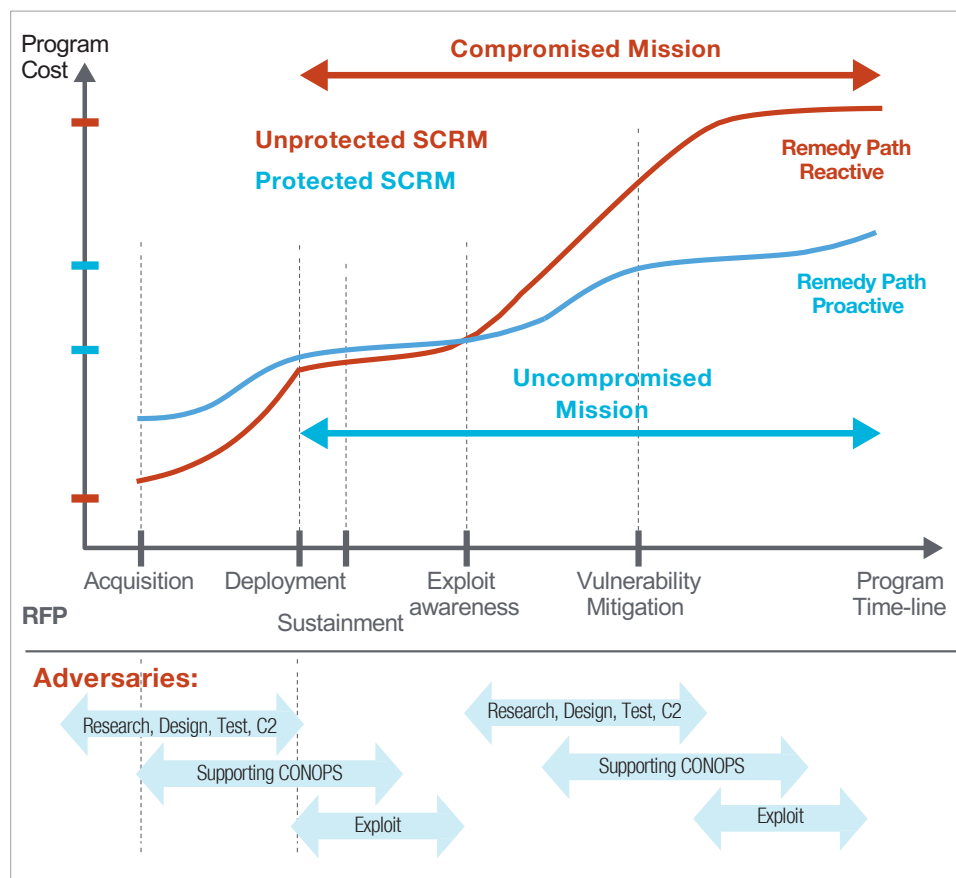 Program
Cost
Compromised Mission
Unprotected SCRM
Protected SCRM
Remedy Path
Reactive
Remedy Path
Proactive
Uncompromised
Mission
Acquisition
Deployment
Sustainment
Exploit
awareness
Vulnerability
Mitigation
Program
Time-line
RFP
Adversaries:
Research, Design, Test, C2
Supporting CONOPS
Exploit
Research, Design, Test, C2
Supporting CONOPS
Exploit